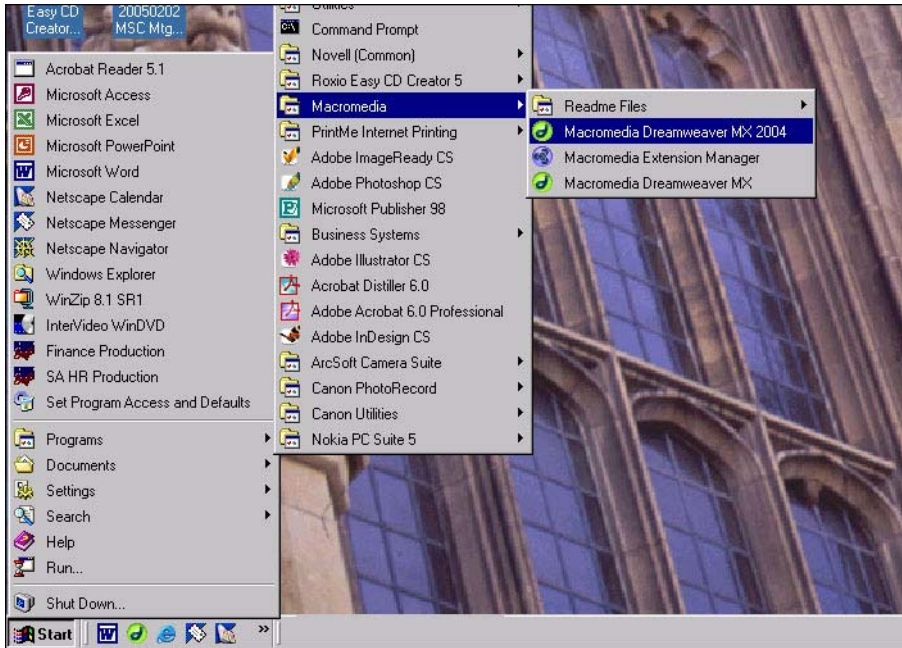 Easy CD
Creator...
20050202
MSC Mtg...
Acrobat Reader 5.1
Microsoft Access
Microsoft Excel
Microsoft PowerPoint
Microsoft Word
Netscape Calendar
Netscape Messenger
Netscape Navigator
Windows Explorer
WinZip 8.1 SR1
InterVideo WinDVD
Finance Production
SA HR Production
Set Program Access and Defaults
Programs
Documents
Settings
Search
Help
Run...
Shut Down...
Start
Utilities
Command Prompt
Novell (Common)
Roxio Easy CD Creator 5
Macromedia
PrintMe Internet Printing
Adobe ImageReady CS
Adobe Photoshop CS
Microsoft Publisher 98
Business Systems
Adobe Illustrator CS
Acrobat Distiller 6.0
Adobe Acrobat 6.0 Professional
Adobe InDesign CS
ArcSoft Camera Suite
Canon PhotoRecord
Canon Utilities
Nokia PC Suite 5
Readme Files
Macromedia Dreamweaver MX 2004
Macromedia Extension Manager
Macromedia Dreamweaver MX